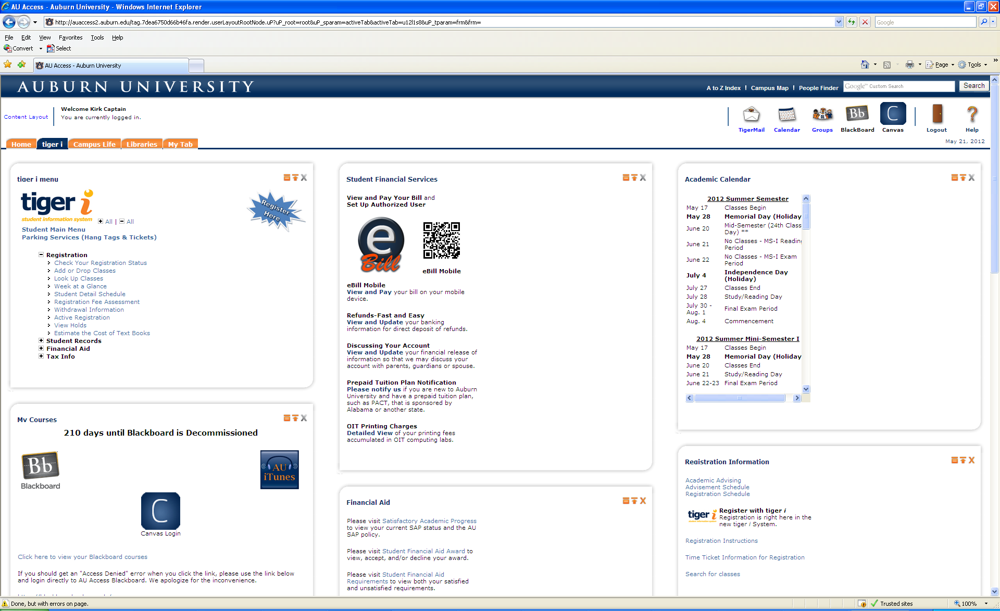 AU Access - Auburn University - Windows Internet Explorer
http://auaccess2.auburn.edu/tag.7dea6750d66b46fa.render.userLayoutRootNode.uP?uP_root=root&uP_sparam=activeTab&activeTab=u12l1s8&uP_tparam=frm&frm=
Google
File Edit View Favorites Tools Help
Convert Select
AU Access - Auburn University
Page Tools
AUBURN UNIVERSITY
A to Z Index | Campus Map | People Finder
Google™ Custom Search
Search
Content Layout
Welcome Kirk Captain
You are currently logged in.
TigerMail
Calendar
Groups
Bb
BlackBoard
C
Canvas
Logout
Help
May 21, 2012
Home
tiger i
Campus Life
Libraries
My Tab
tiger i menu
tiger i
student information system
Register
Here
All | All
Student Main Menu
Parking Services (Hang Tags & Tickets)
Registration
Check Your Registration Status
Add or Drop Classes
Look Up Classes
Week at a Glance
Student Detail Schedule
Registration Fee Assessment
Withdrawal Information
Active Registration
View Holds
Estimate the Cost of Text Books
Student Records
Financial Aid
Tax Info
My Courses
210 days until Blackboard is Decommissioned
Bb
Blackboard
AU
iTunes
C
Canvas Login
Click here to view your Blackboard courses
If you should get an "Access Denied" error when you click the link, please use the link below
and login directly to AU Access Blackboard. We apologize for the inconvenience.
Student Financial Services
View and Pay Your Bill and
Set Up Authorized User
e
Bill
eBill Mobile
eBill Mobile
View and Pay your bill on your mobile
device.
Refunds-Fast and Easy
View and Update your banking
information for direct deposit of refunds.
Discussing Your Account
View and Update your financial release of
information so that we may discuss your
account with parents, guardians or spouse.
Prepaid Tuition Plan Notification
Please notify us if you are new to Auburn
University and have a prepaid tuition plan,
such as PACT, that is sponsored by
Alabama or another state.
OIT Printing Charges
Detailed View of your printing fees
accumulated in OIT computing labs.
Financial Aid
Please visit Satisfactory Academic Progress
to view your current SAP status and the AU
SAP policy.
Please visit Student Financial Aid Award to
view, accept, and/or decline your award.
Please visit Student Financial Aid
Requirements to view both your satisfied
and unsatisfied requirements.
Academic Calendar
2012 Summer Semester
May 17 Classes Begin
May 28 Memorial Day (Holiday
June 20 Mid-Semester (24th Class
Day) **
June 21 No Classes - MS-I Reading
Period
June 22 No Classes - MS-I Exam
Period
July 4 Independence Day
(Holiday)
July 27 Classes End
July 28 Study/Reading Day
July 30 -
Aug. 1 Final Exam Period
Aug. 4 Commencement
2012 Summer Mini-Semester I
May 17 Classes Begin
May 28 Memorial Day (Holiday
June 20 Classes End
June 21 Study/Reading Day
June 22-23 Final Exam Period
Registration Information
Academic Advising
Advisement Schedule
Registration Schedule
tiger i
Register with tiger i
Registration is right here in the
new tiger i System.
Registration Instructions
Time Ticket Information for Registration
Search for classes
Done, but with errors on page.
Trusted sites
100%